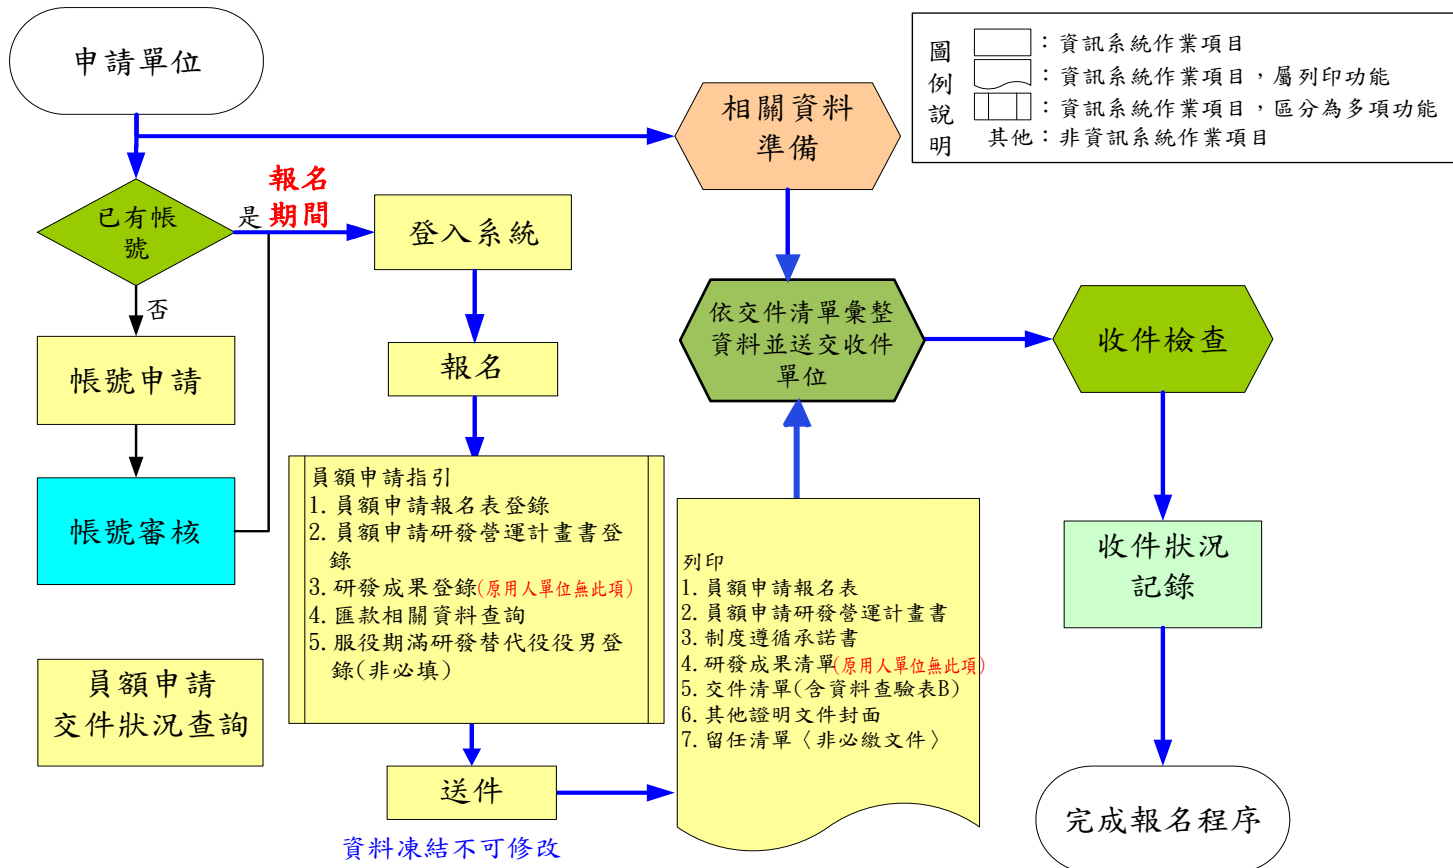 申請單位
圖例說明
：資訊系統作業項目
：資訊系統作業項目，屬列印功能
：資訊系統作業項目，區分為多項功能
其他：非資訊系統作業項目
相關資料
準備
已有帳
號
是
報名
期間
登入系統
否
帳號申請
報名
依交件清單彙整
資料並送交收件
單位
收件檢查
帳號審核
員額申請指引
1. 員額申請報名表登錄
2. 員額申請研發營運計畫書登
錄
3. 研發成果登錄(原用人單位無此項)
4. 匯款相關資料查詢
5. 服役期滿研發替代役役男登
錄(非必填)
列印
1. 員額申請報名表
2. 員額申請研發營運計畫書
3. 制度遵循承諾書
4. 研發成果清單(原用人單位無此項)
5. 交件清單(含資料查驗表B)
6. 其他證明文件封面
7. 留任清單〈非必繳文件〉
收件狀況
記錄
員額申請
交件狀況查詢
送件
資料凍結不可修改
完成報名程序